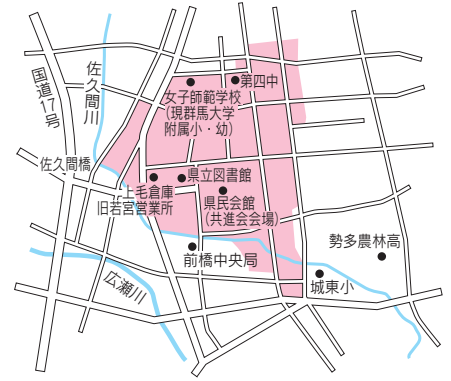 国道17号
佐久間川
第四中
女子師範学校
(現群馬大学
附属小・幼)
佐久間橋
県立図書館
上毛倉庫
旧若宮営業所
県民会館
(共進会会場)
勢多農林高
前橋中央局
広瀬川
城東小